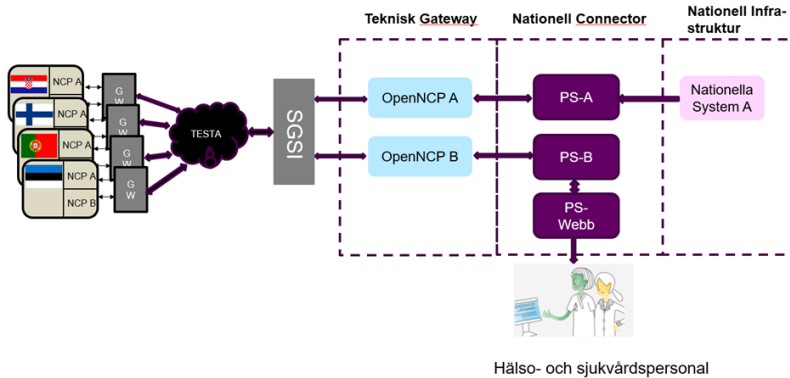 Teknisk Gateway
Nationell Connector
Nationell Infra-
struktur
NCP A
G
W
NCP A
G
W
NCP A
G
W
NCP A
NCP B
G
W
TESTA
SGSI
OpenNCP A
PS-A
Nationella
System A
OpenNCP B
PS-B
PS-
Webb
Hälso- och sjukvårdspersonal